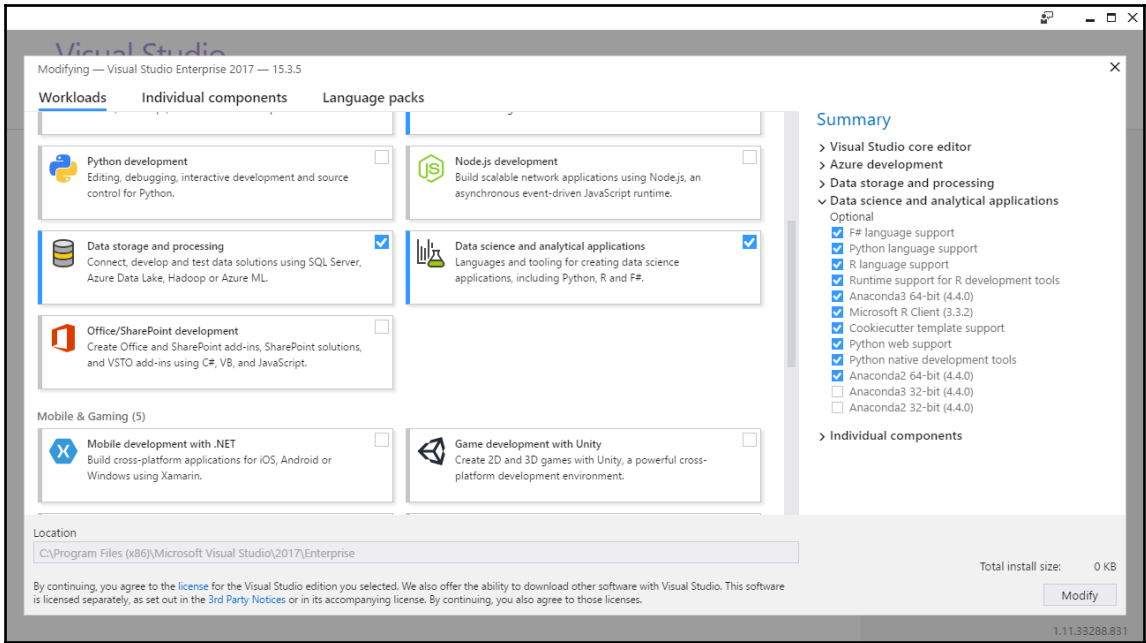 Visual Studio
Modifying — Visual Studio Enterprise 2017 — 15.3.5
Workloads Individual components Language packs
Python development
Editing, debugging, interactive development and source
control for Python.
Node.js development
Build scalable network applications using Node.js, an
asynchronous event-driven JavaScript runtime.
Data storage and processing
Connect, develop and test data solutions using SQL Server,
Azure Data Lake, Hadoop or Azure ML.
Data science and analytical applications
Languages and tooling for creating data science
applications, including Python, R and F#.
Office/SharePoint development
Create Office and SharePoint add-ins, SharePoint solutions,
and VSTO add-ins using C#, VB, and JavaScript.
Mobile & Gaming (5)
Mobile development with .NET
Build cross-platform applications for iOS, Android or
Windows using Xamarin.
Game development with Unity
Create 2D and 3D games with Unity, a powerful cross-
platform development environment.
Summary
Visual Studio core editor
Azure development
Data storage and processing
Data science and analytical applications
Optional
F# language support
Python language support
R language support
Runtime support for R development tools
Anaconda3 64-bit (4.4.0)
Microsoft R Client (3.3.2)
Cookiecutter template support
Python web support
Python native development tools
Anaconda2 64-bit (4.4.0)
Anaconda3 32-bit (4.4.0)
Anaconda2 32-bit (4.4.0)
Individual components
Location
C:\Program Files (x86)\Microsoft Visual Studio\2017\Enterprise
By continuing, you agree to the license for the Visual Studio edition you selected. We also offer the ability to download other software with Visual Studio. This software
is licensed separately, as set out in the 3rd Party Notices or in its accompanying license. By continuing, you also agree to those licenses.
Total install size: 0 KB
Modify
1.11.33288.831